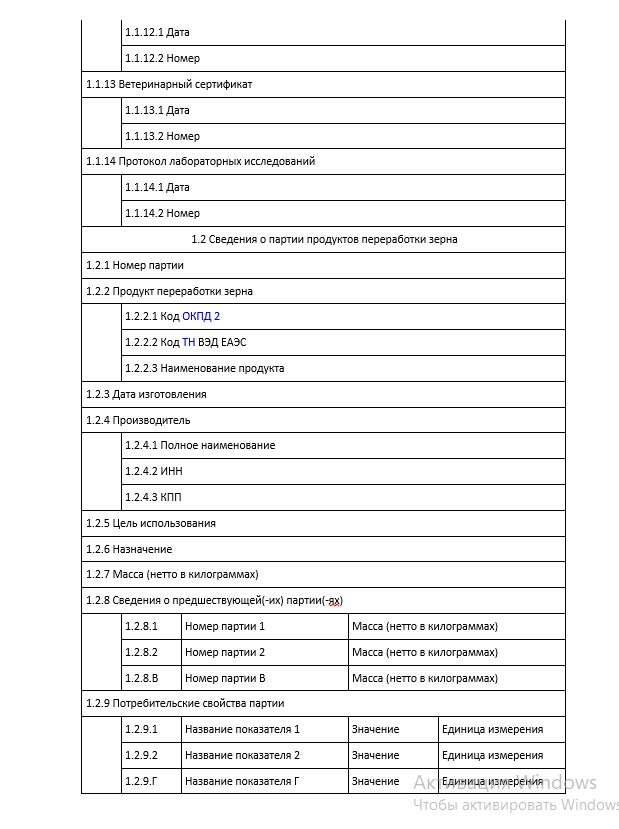 1.1.12.1 Дата
1.1.12.2 Номер
1.1.13 Ветеринарный сертификат
1.1.13.1 Дата
1.1.13.2 Номер
1.1.14 Протокол лабораторных исследований
1.1.14.1 Дата
1.1.14.2 Номер
1.2 Сведения о партии продуктов переработки зерна
1.2.1 Номер партии
1.2.2 Продукт переработки зерна
1.2.2.1 Код ОКПД 2
1.2.2.2 Код ТН ВЭД ЕАЭС
1.2.2.3 Наименование продукта
1.2.3 Дата изготовления
1.2.4 Производитель
1.2.4.1 Полное наименование
1.2.4.2 ИНН
1.2.4.3 КПП
1.2.5 Цель использования
1.2.6 Назначение
1.2.7 Масса (нетто в килограммах)
1.2.8 Сведения о предшествующей(-их) партии(-ях)
1.2.8.1 Номер партии 1 Масса (нетто в килограммах)
1.2.8.2 Номер партии 2 Масса (нетто в килограммах)
1.2.8.В Номер партии В Масса (нетто в килограммах)
1.2.9 Потребительские свойства партии
1.2.9.1 Название показателя 1 Значение Единица измерения
1.2.9.2 Название показателя 2 Значение Единица измерения
1.2.9.Г Название показателя Г Значение Единица измерения
Активация Windows
Чтобы активировать Windows